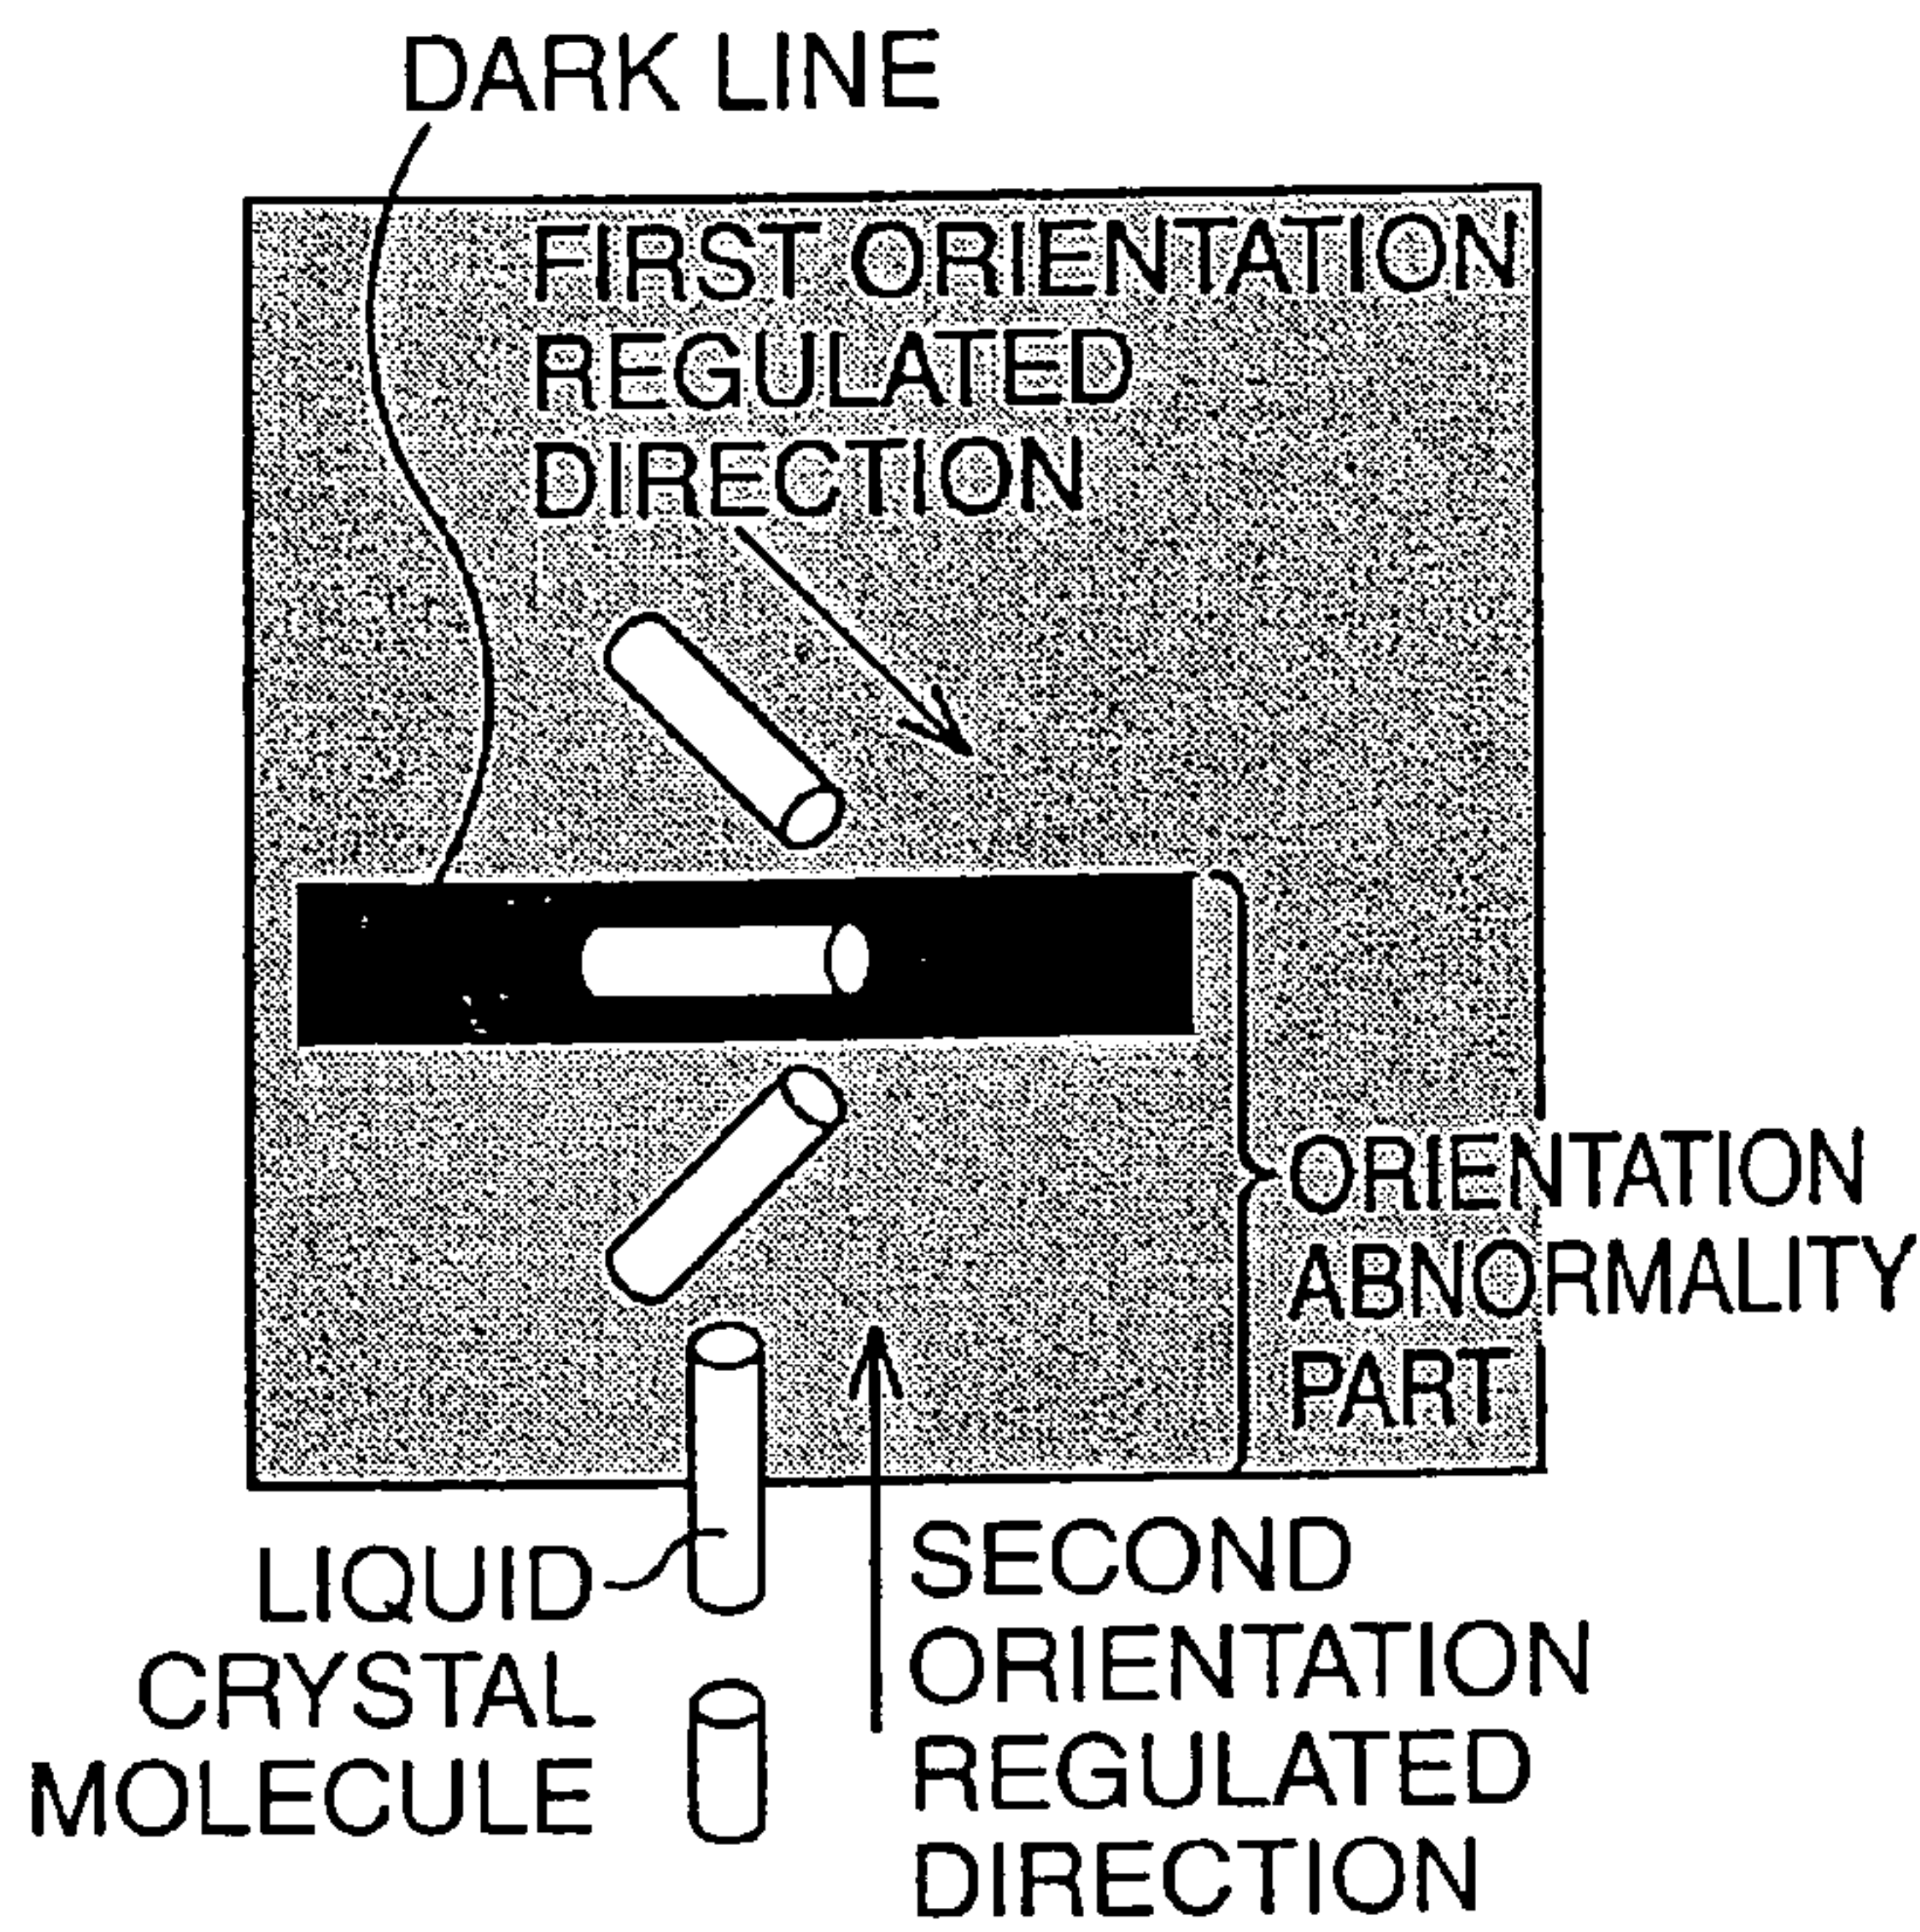 DARK LINE
FIRST ORIENTATION
REGULATED
DIRECTION
ORIENTATION
ABNORMALITY
PART
LIQUID
CRYSTAL
MOLECULE
SECOND
ORIENTATION
REGULATED
DIRECTION